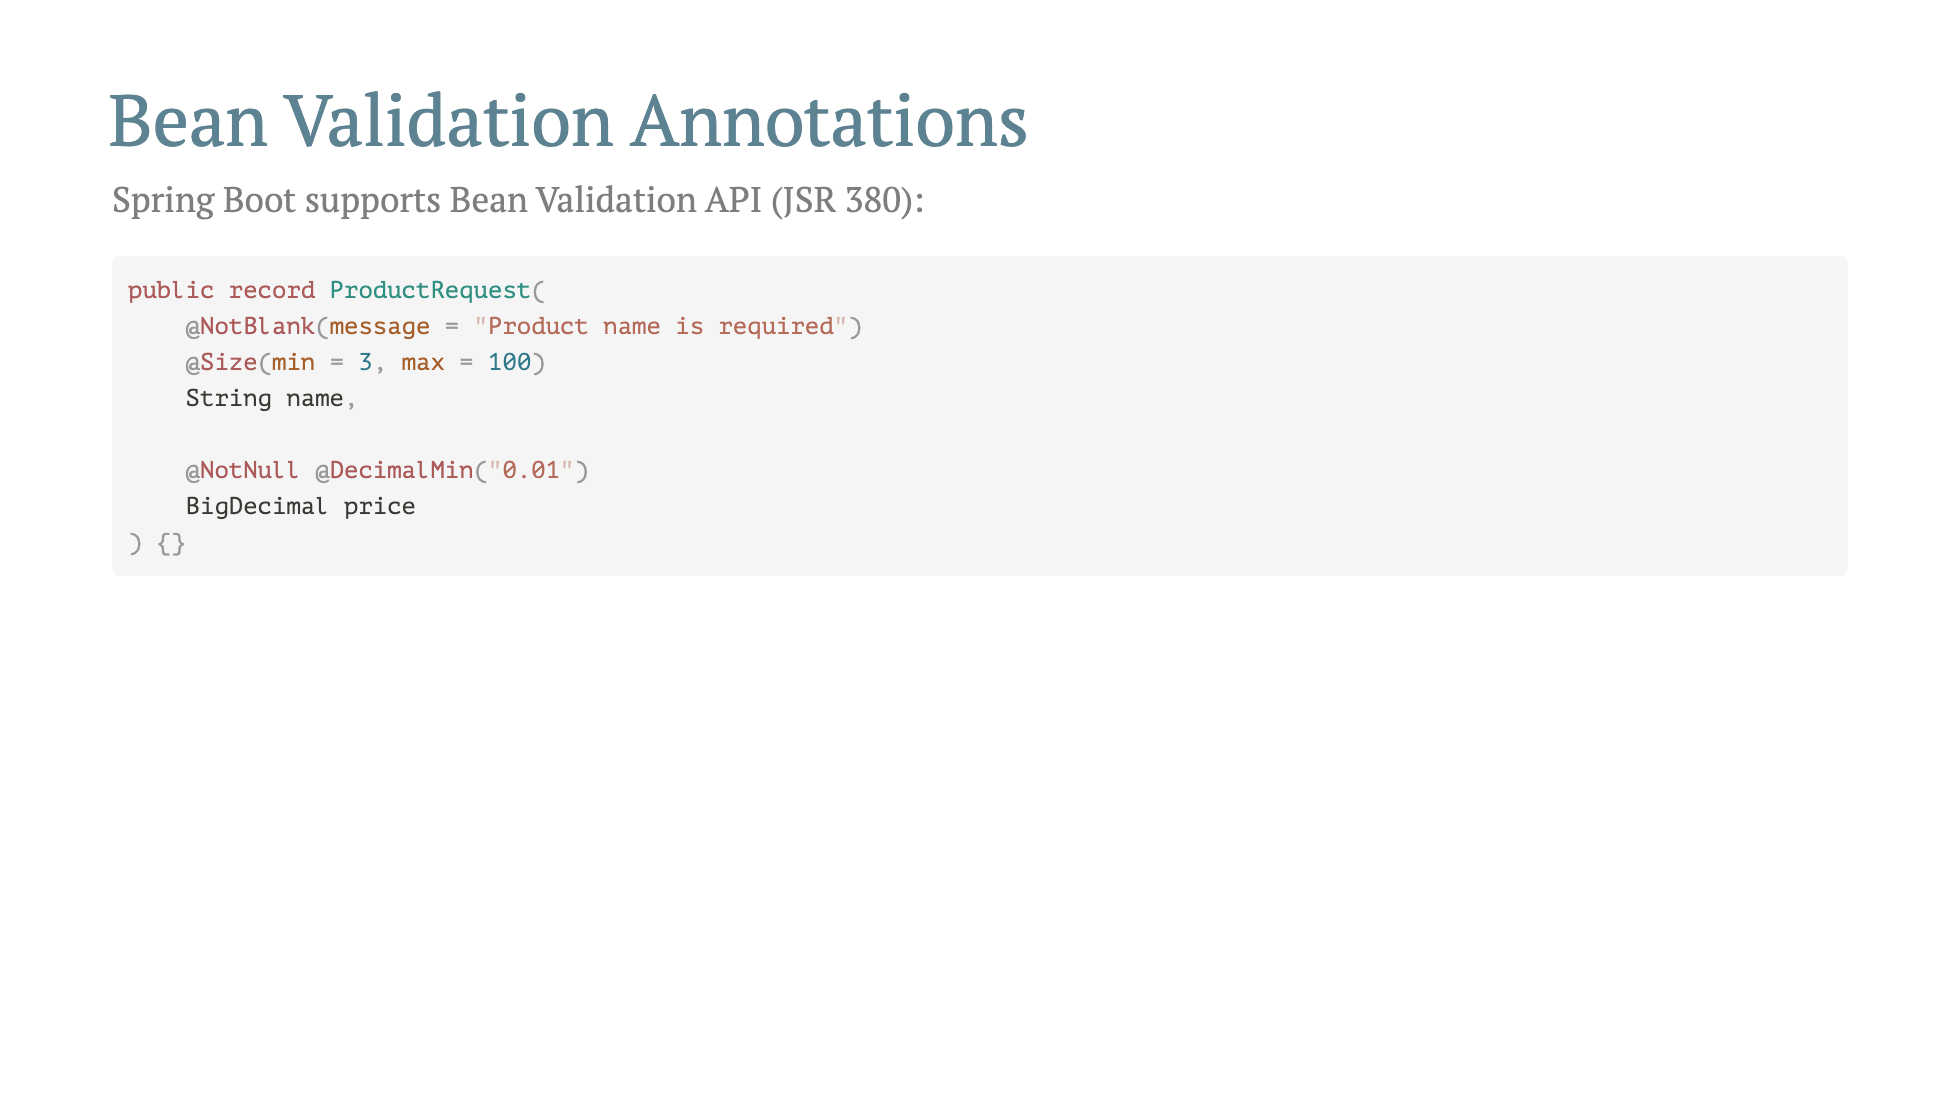 Bean Validation Annotations
Spring Boot supports Bean Validation API (JSR 380):
public record ProductRequest(
    @NotBlank(message = "Product name is required")
    @Size(min = 3, max = 100)
    String name,

    @NotNull @DecimalMin("0.01")
    BigDecimal price
) {}